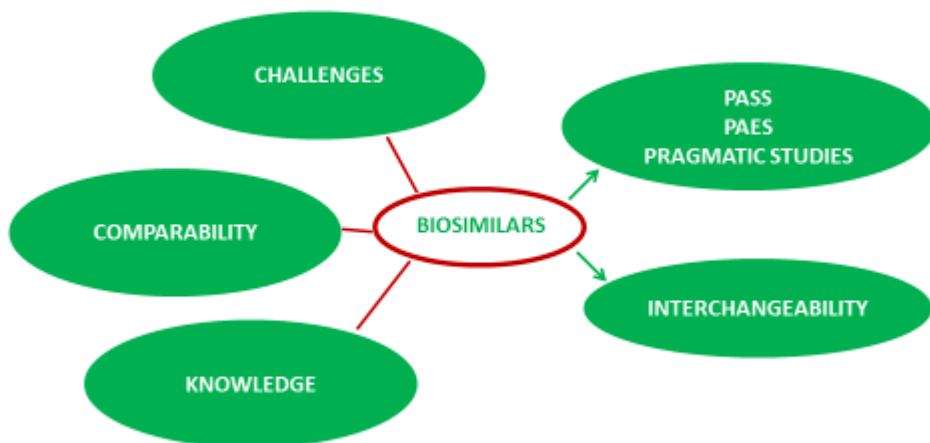 CHALLENGES
PASS
PAES
PRAGMATIC STUDIES
COMPARABILITY
BIOSIMILARS
INTERCHANGEABILITY
KNOWLEDGE